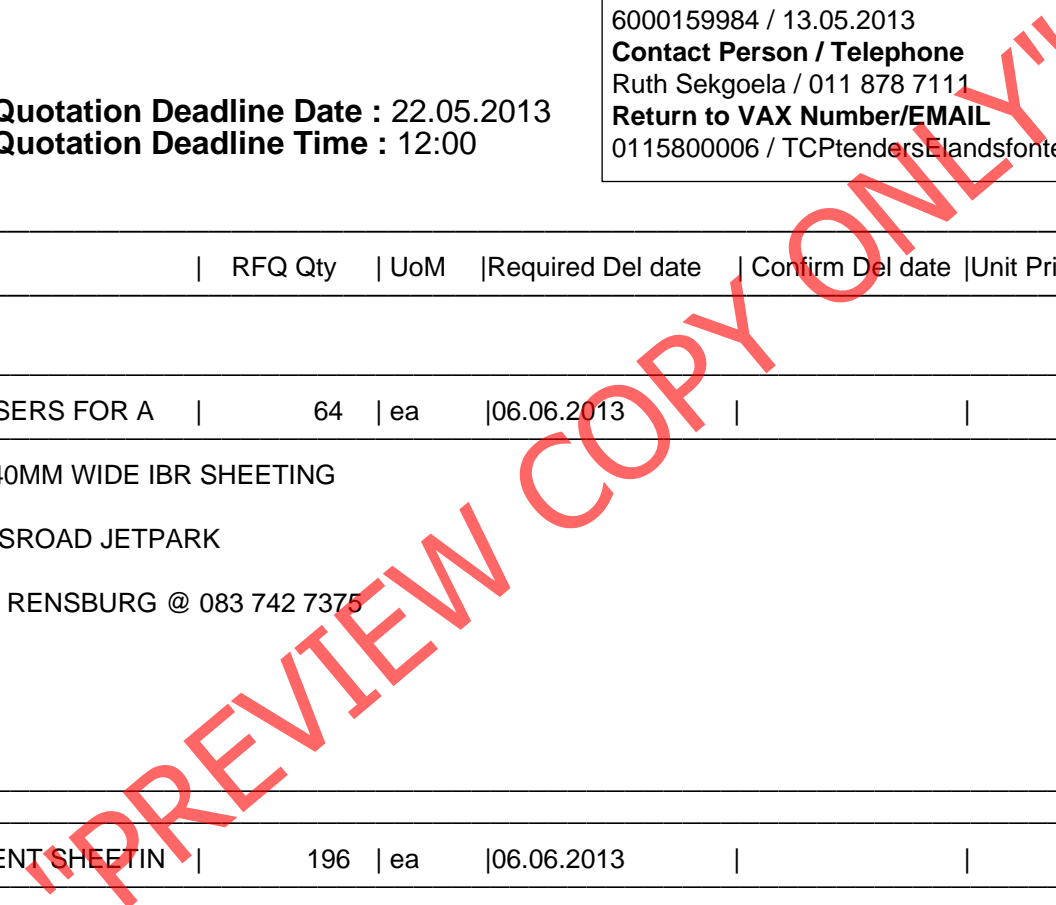 6000159984 / 13.05.2013
Contact Person / Telephone
Ruth Sekgoela / 011 878 7111
Return to VAX Number/EMAIL
0115800006 / TCPtendersElandsfonte
Quotation Deadline Date : 22.05.2013
Quotation Deadline Time : 12:00
| RFQ Qty | UoM |Required Del date | Confirm Del date |Unit Pri
SERS FOR A | 64 | ea |06.06.2013 | |
40MM WIDE IBR SHEETING
SROAD JETPARK
RENSBURG @ 083 742 7375
ENT SHEETIN | 196 | ea |06.06.2013 | |
"PREVIEW COPY ONLY"